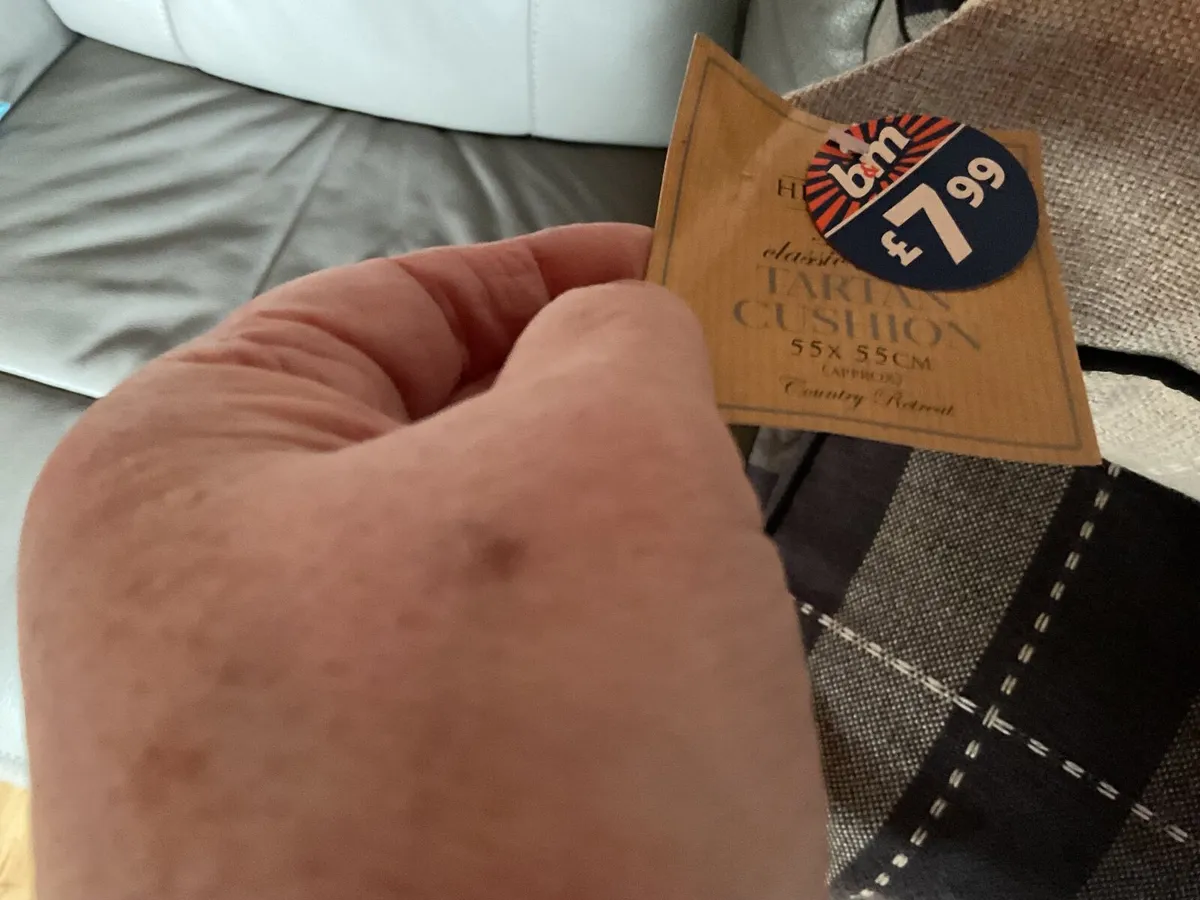 b&m
£7.99
classic
TARTAN
CUSHION
55X 55CM
(APPROX)
Country Retreat